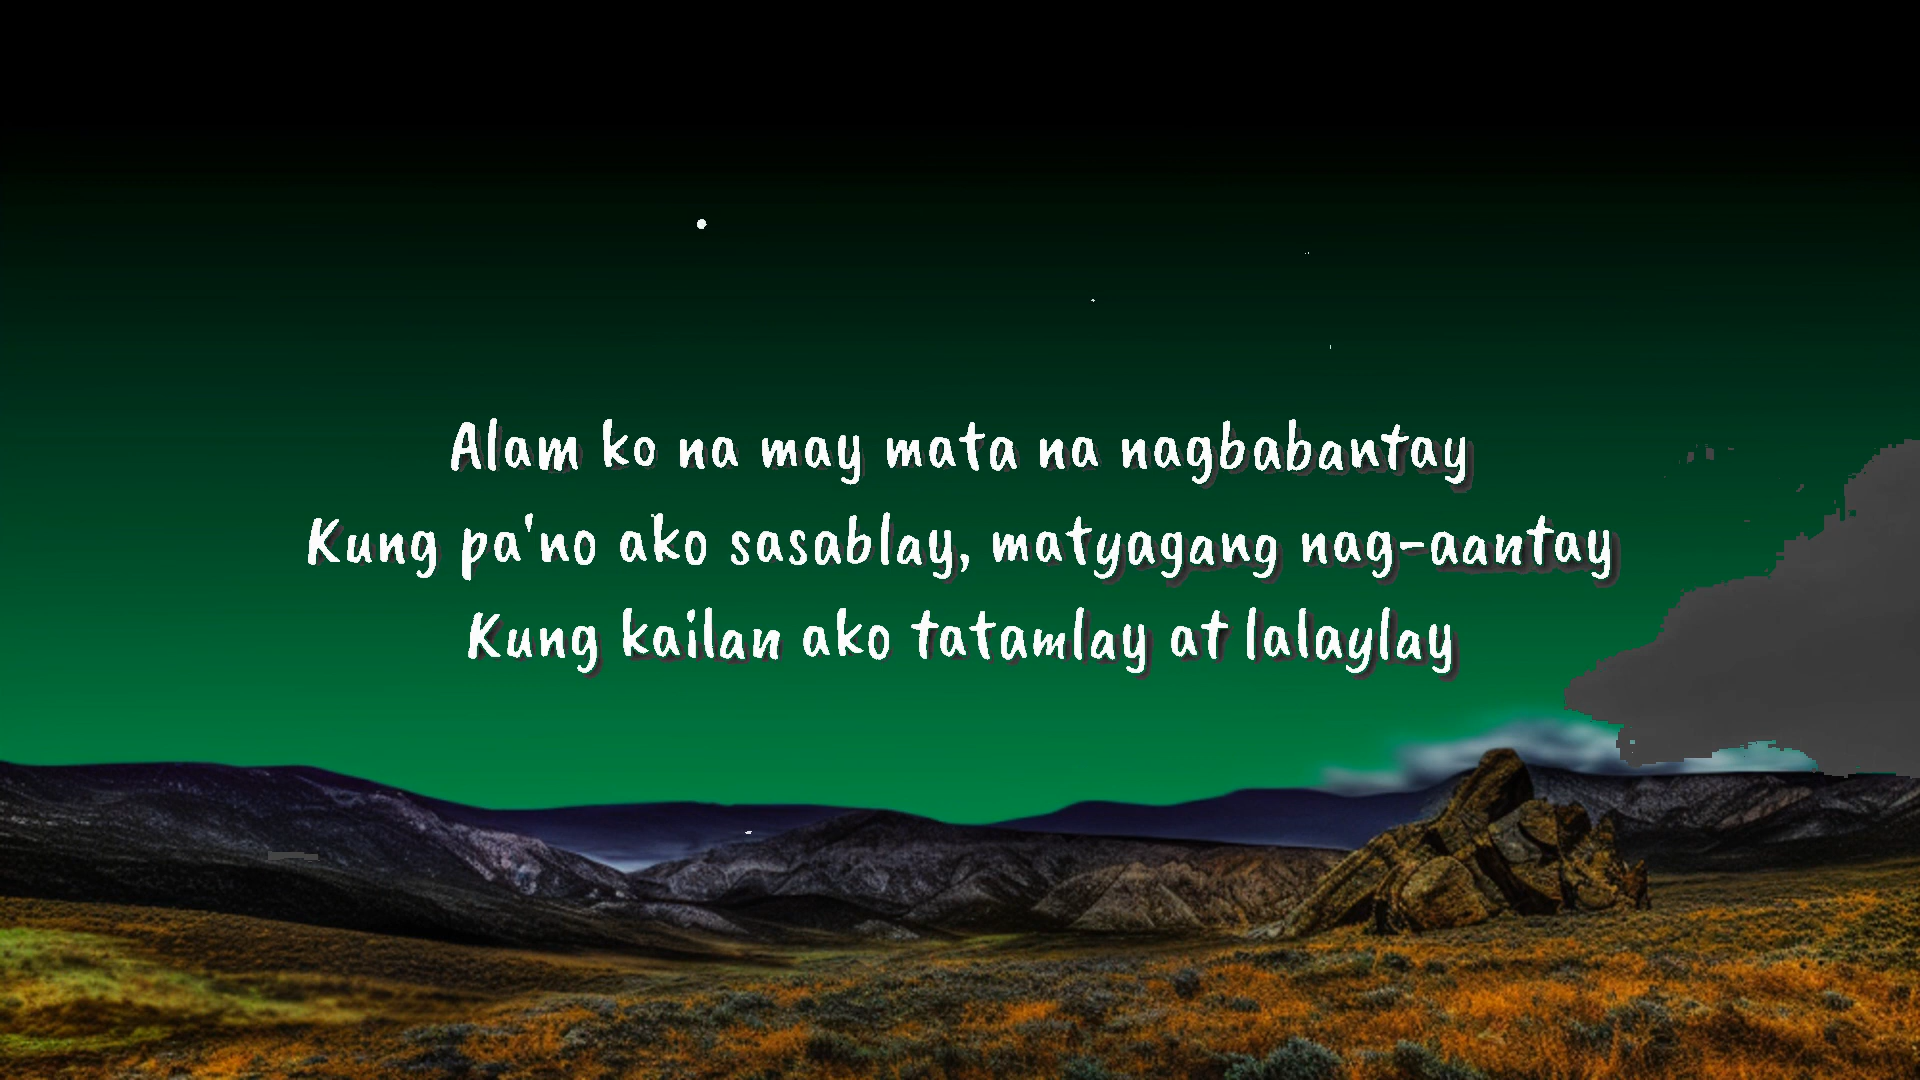 Alam ko na may mata na nagbabantay
Kung pa'no ako sasablay, matyagang nag-aantay
Kung kailan ako tatamlay at lalaylay